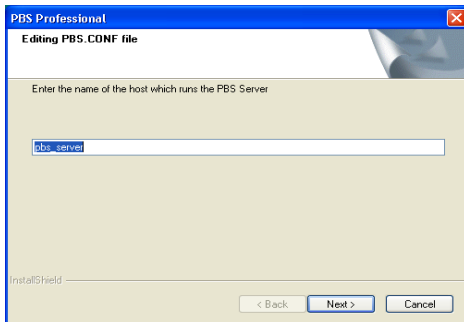 PBS Professional
Editing PBS.CONF file
Enter the name of the host which runs the PBS Server
pbs_server
InstallShield
< Back
Next >
Cancel